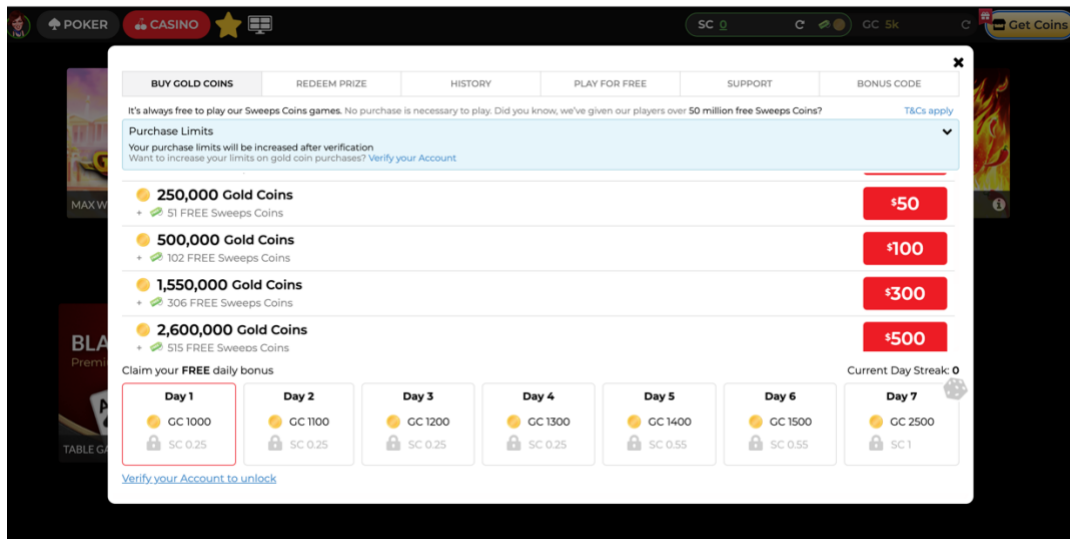 POKER CASINO SC 0 GC 5k Get Coins
BUY GOLD COINS REDEEM PRIZE HISTORY PLAY FOR FREE SUPPORT BONUS CODE
It's always free to play our Sweeps Coins games. No purchase is necessary to play. Did you know, we've given our players over 50 million free Sweeps Coins? T&Cs apply
Purchase Limits
Your purchase limits will be increased after verification
Want to increase your limits on gold coin purchases? Verify your Account
250,000 Gold Coins
+ 51 FREE Sweeps Coins
$50
500,000 Gold Coins
+ 102 FREE Sweeps Coins
$100
1,550,000 Gold Coins
+ 306 FREE Sweeps Coins
$300
2,600,000 Gold Coins
+ 515 FREE Sweeps Coins
$500
MAX W
BLA
Premi
TABLE GA
Claim your FREE daily bonus Current Day Streak: 0
Day 1 Day 2 Day 3 Day 4 Day 5 Day 6 Day 7
GC 1000 GC 1100 GC 1200 GC 1300 GC 1400 GC 1500 GC 2500
SC 0.25 SC 0.25 SC 0.25 SC 0.25 SC 0.55 SC 0.55 SC 1
Verify your Account to unlock